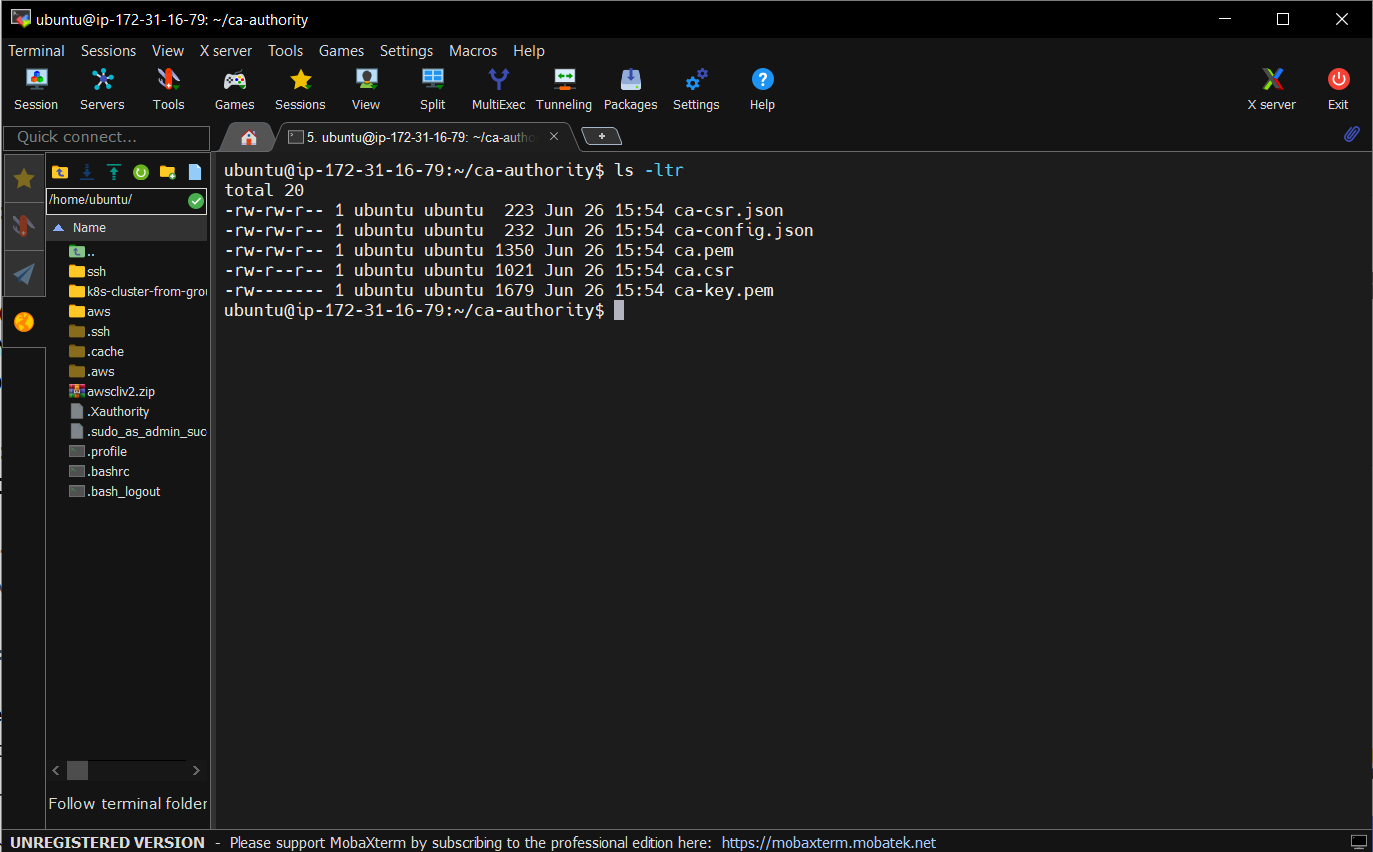 ubuntu@ip-172-31-16-79: ~/ca-authority
Terminal Sessions View X server Tools Games Settings Macros Help
Session Servers Tools Games Sessions View Split MultiExec Tunneling Packages Settings Help X server Exit
Quick connect...
5. ubuntu@ip-172-31-16-79: ~/ca-autho
/home/ubuntu/
Name
..
ssh
k8s-cluster-from-grou
aws
.ssh
.cache
.aws
awscliv2.zip
.Xauthority
.sudo_as_admin_suc
.profile
.bashrc
.bash_logout
Follow terminal folder
ubuntu@ip-172-31-16-79:~/ca-authority$ ls -ltr
total 20
-rw-rw-r-- 1 ubuntu ubuntu  223 Jun 26 15:54 ca-csr.json
-rw-rw-r-- 1 ubuntu ubuntu  232 Jun 26 15:54 ca-config.json
-rw-rw-r-- 1 ubuntu ubuntu 1350 Jun 26 15:54 ca.pem
-rw-r--r-- 1 ubuntu ubuntu 1021 Jun 26 15:54 ca.csr
-rw------- 1 ubuntu ubuntu 1679 Jun 26 15:54 ca-key.pem
ubuntu@ip-172-31-16-79:~/ca-authority$
UNREGISTERED VERSION - Please support MobaXterm by subscribing to the professional edition here: https://mobaxterm.mobatek.net